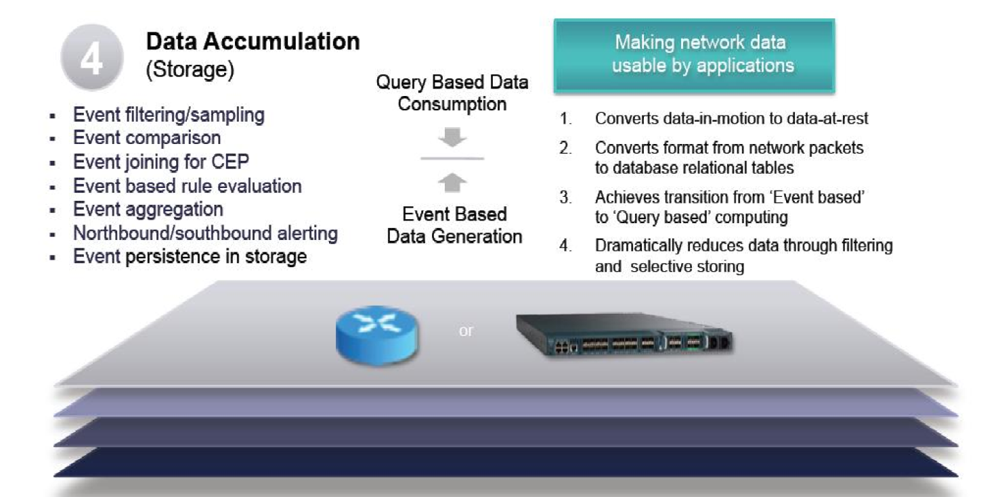 4
Data Accumulation
(Storage)
▪ Event filtering/sampling
▪ Event comparison
▪ Event joining for CEP
▪ Event based rule evaluation
▪ Event aggregation
▪ Northbound/southbound alerting
▪ Event persistence in storage
Query Based Data
Consumption
Event Based
Data Generation
Making network data
usable by applications
1. Converts data-in-motion to data-at-rest
2. Converts format from network packets
to database relational tables
3. Achieves transition from ‘Event based’
to ‘Query based’ computing
4. Dramatically reduces data through filtering
and selective storing
or